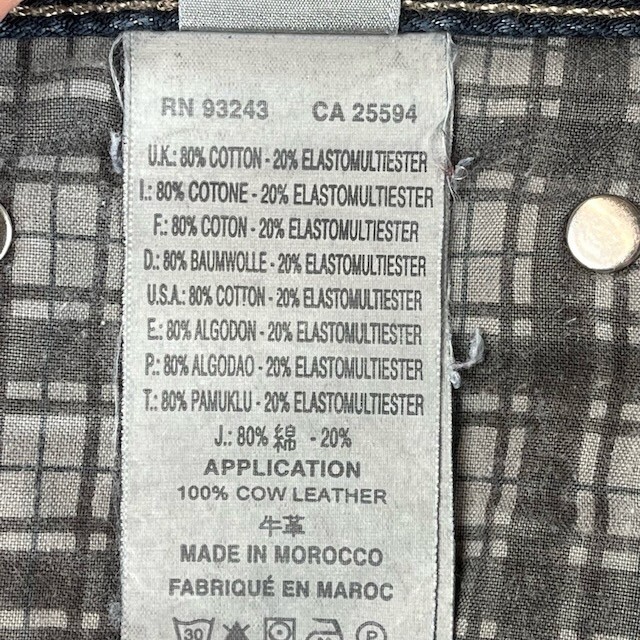 RN 93243 CA 25594
U.K.: 80% COTTON - 20% ELASTOMULTIESTER
I.: 80% COTONE - 20% ELASTOMULTIESTER
F.: 80% COTON - 20% ELASTOMULTIESTER
D.: 80% BAUMWOLLE - 20% ELASTOMULTIESTER
U.S.A.: 80% COTTON - 20% ELASTOMULTIESTER
E.: 80% ALGODON - 20% ELASTOMULTIESTER
P.: 80% ALGODAO - 20% ELASTOMULTIESTER
T.: 80% PAMUKLU - 20% ELASTOMULTIESTER
J.: 80% 綿 - 20%
APPLICATION
100% COW LEATHER
牛革
MADE IN MOROCCO
FABRIQUÉ EN MAROC
30 P